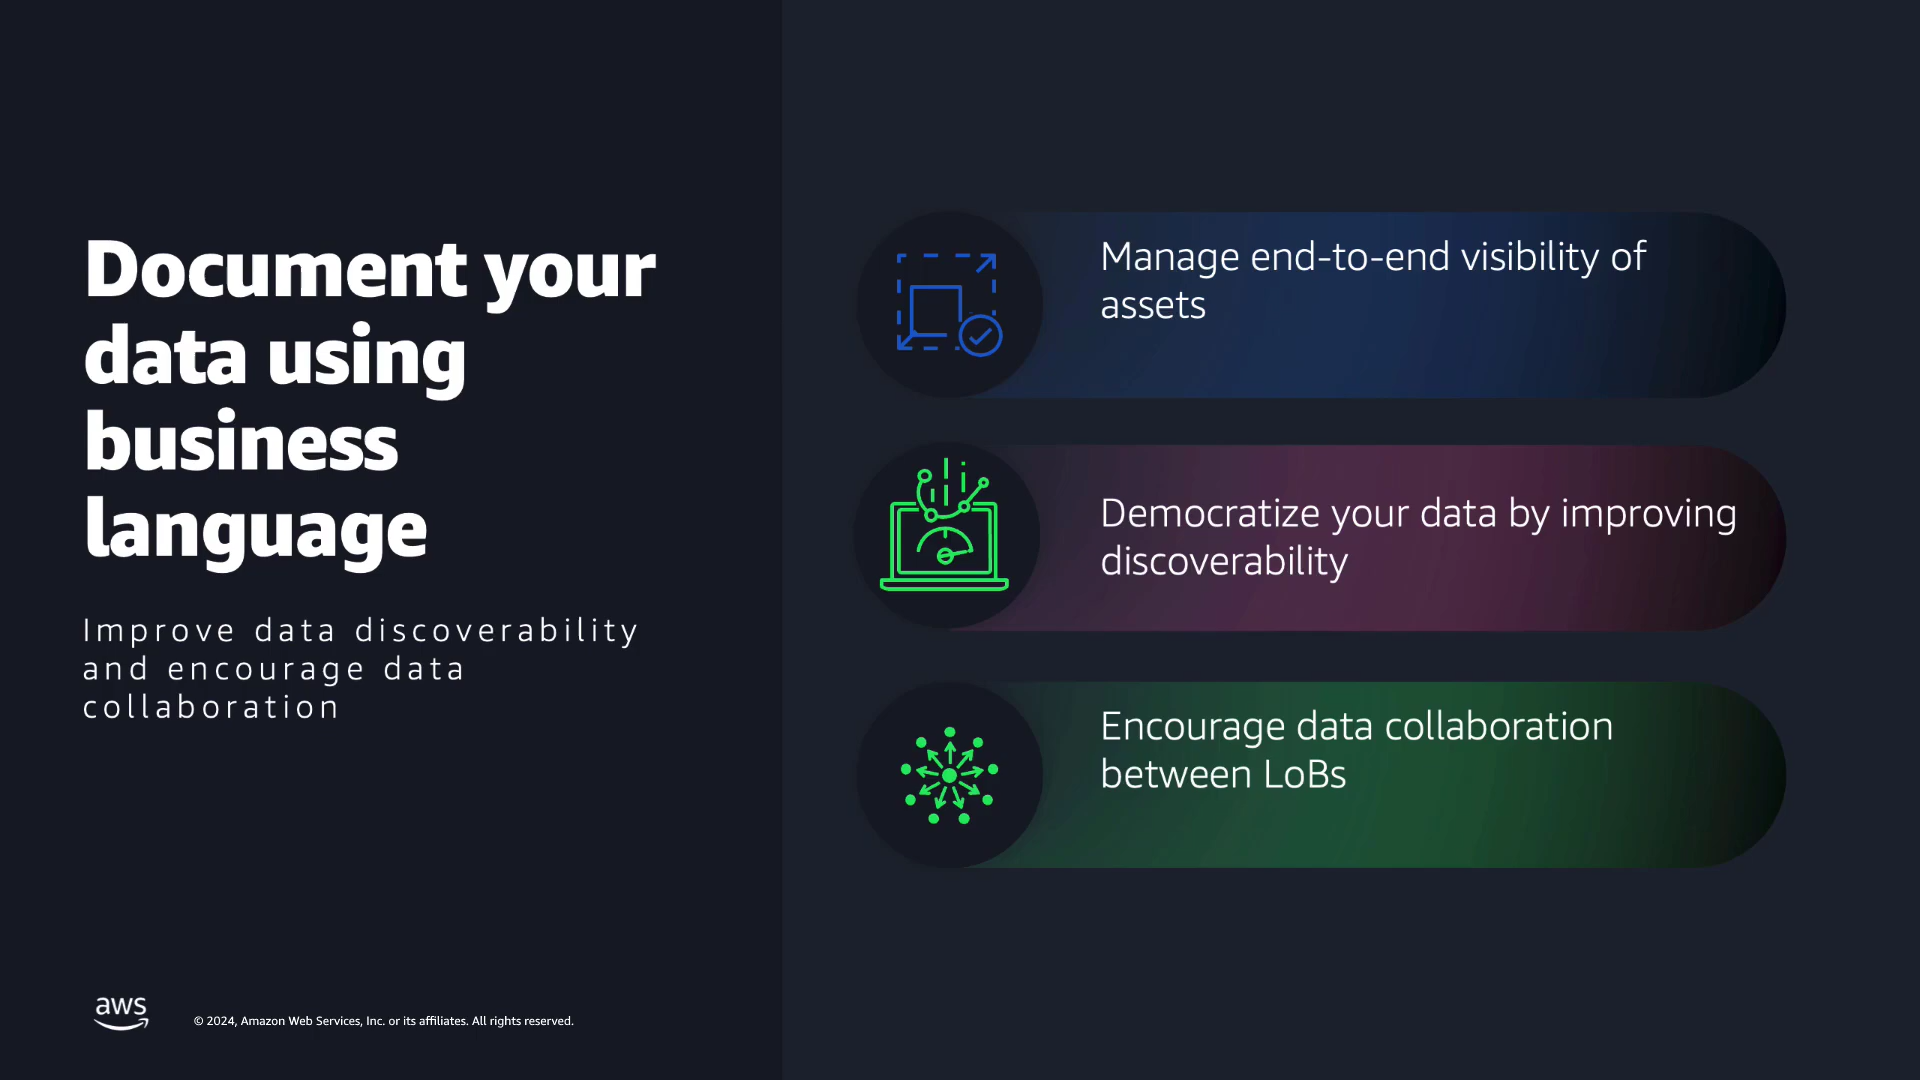 Document your
data using
business
language
Improve data discoverability
and encourage data
collaboration
Manage end-to-end visibility of
assets
Democratize your data by improving
discoverability
Encourage data collaboration
between LoBs
aws
© 2024, Amazon Web Services, Inc. or its affiliates. All rights reserved.